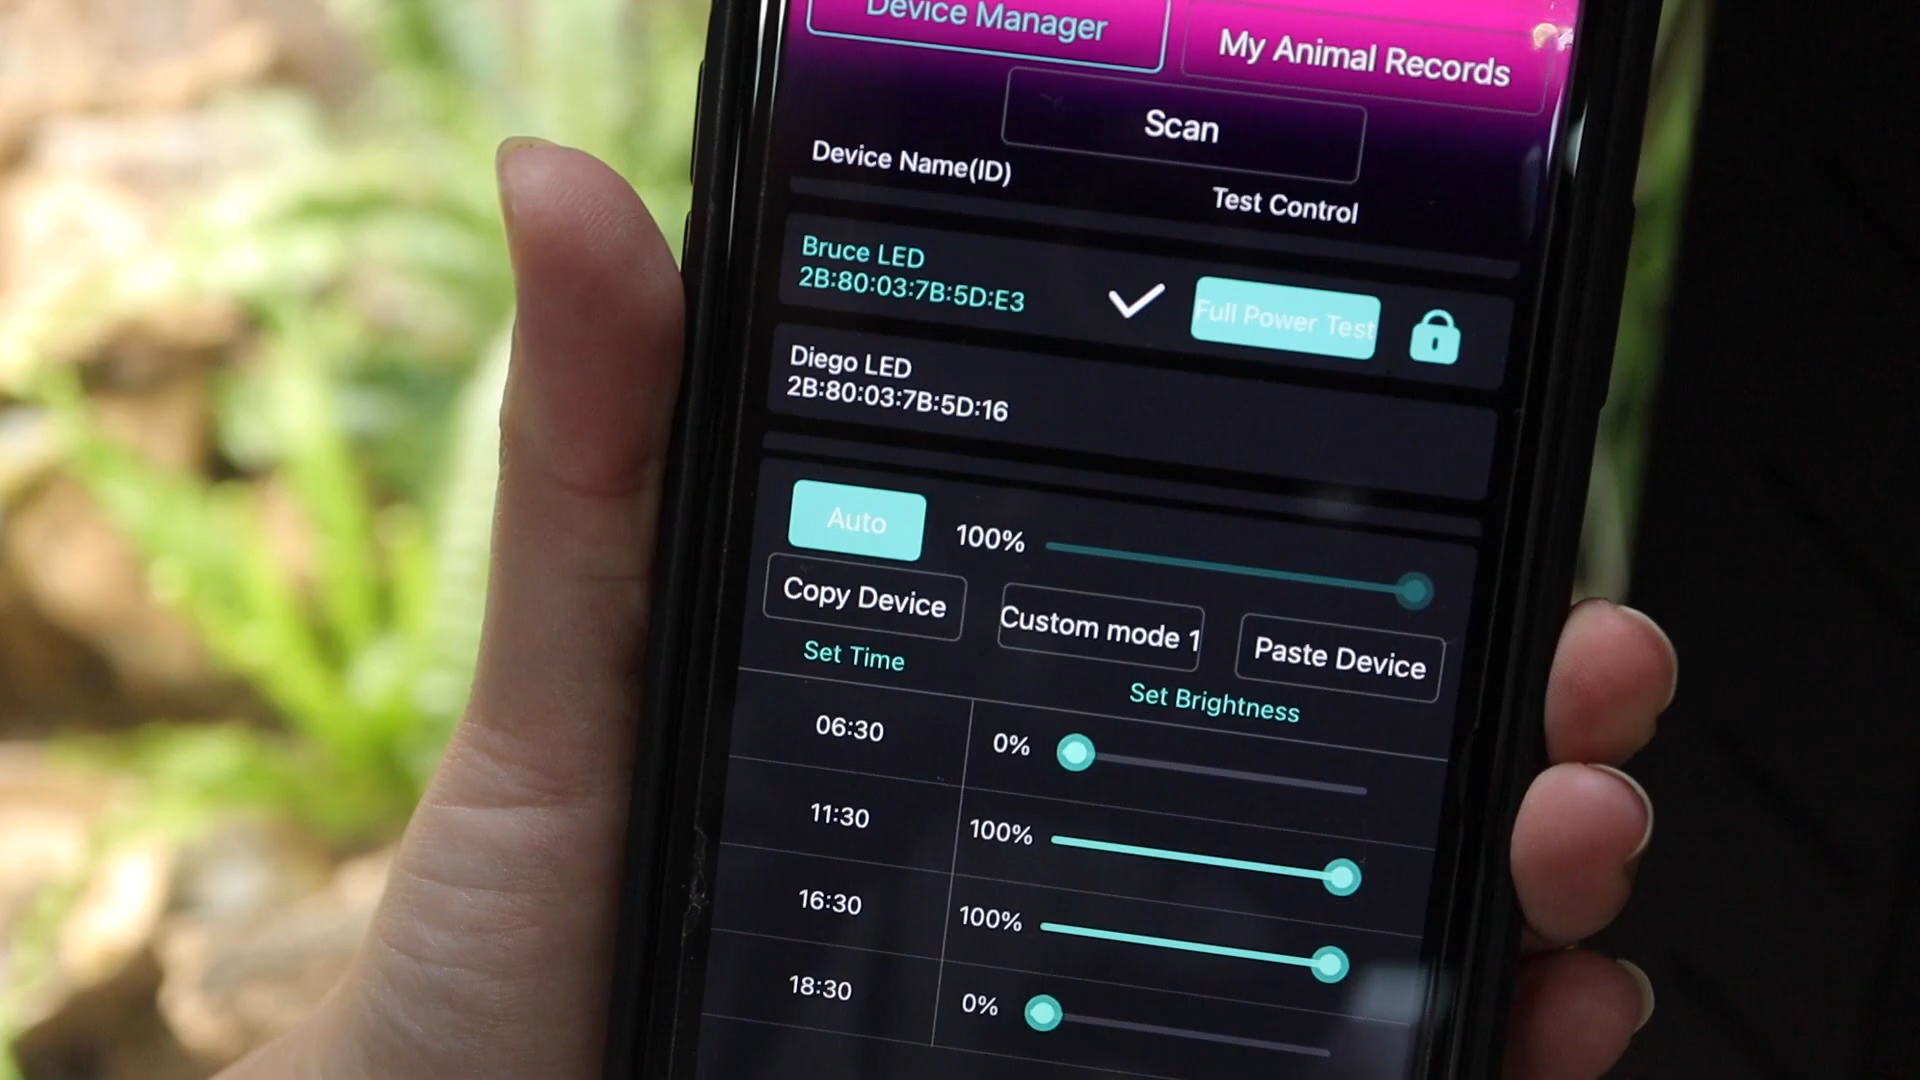 Device Manager
My Animal Records
Scan
Device Name(ID)
Test Control
Bruce LED
2B:80:03:7B:5D:E3
Full Power Test
Diego LED
2B:80:03:7B:5D:16
Auto
100%
Copy Device
Custom mode 1
Paste Device
Set Time
Set Brightness
06:30
0%
11:30
100%
16:30
100%
18:30
0%